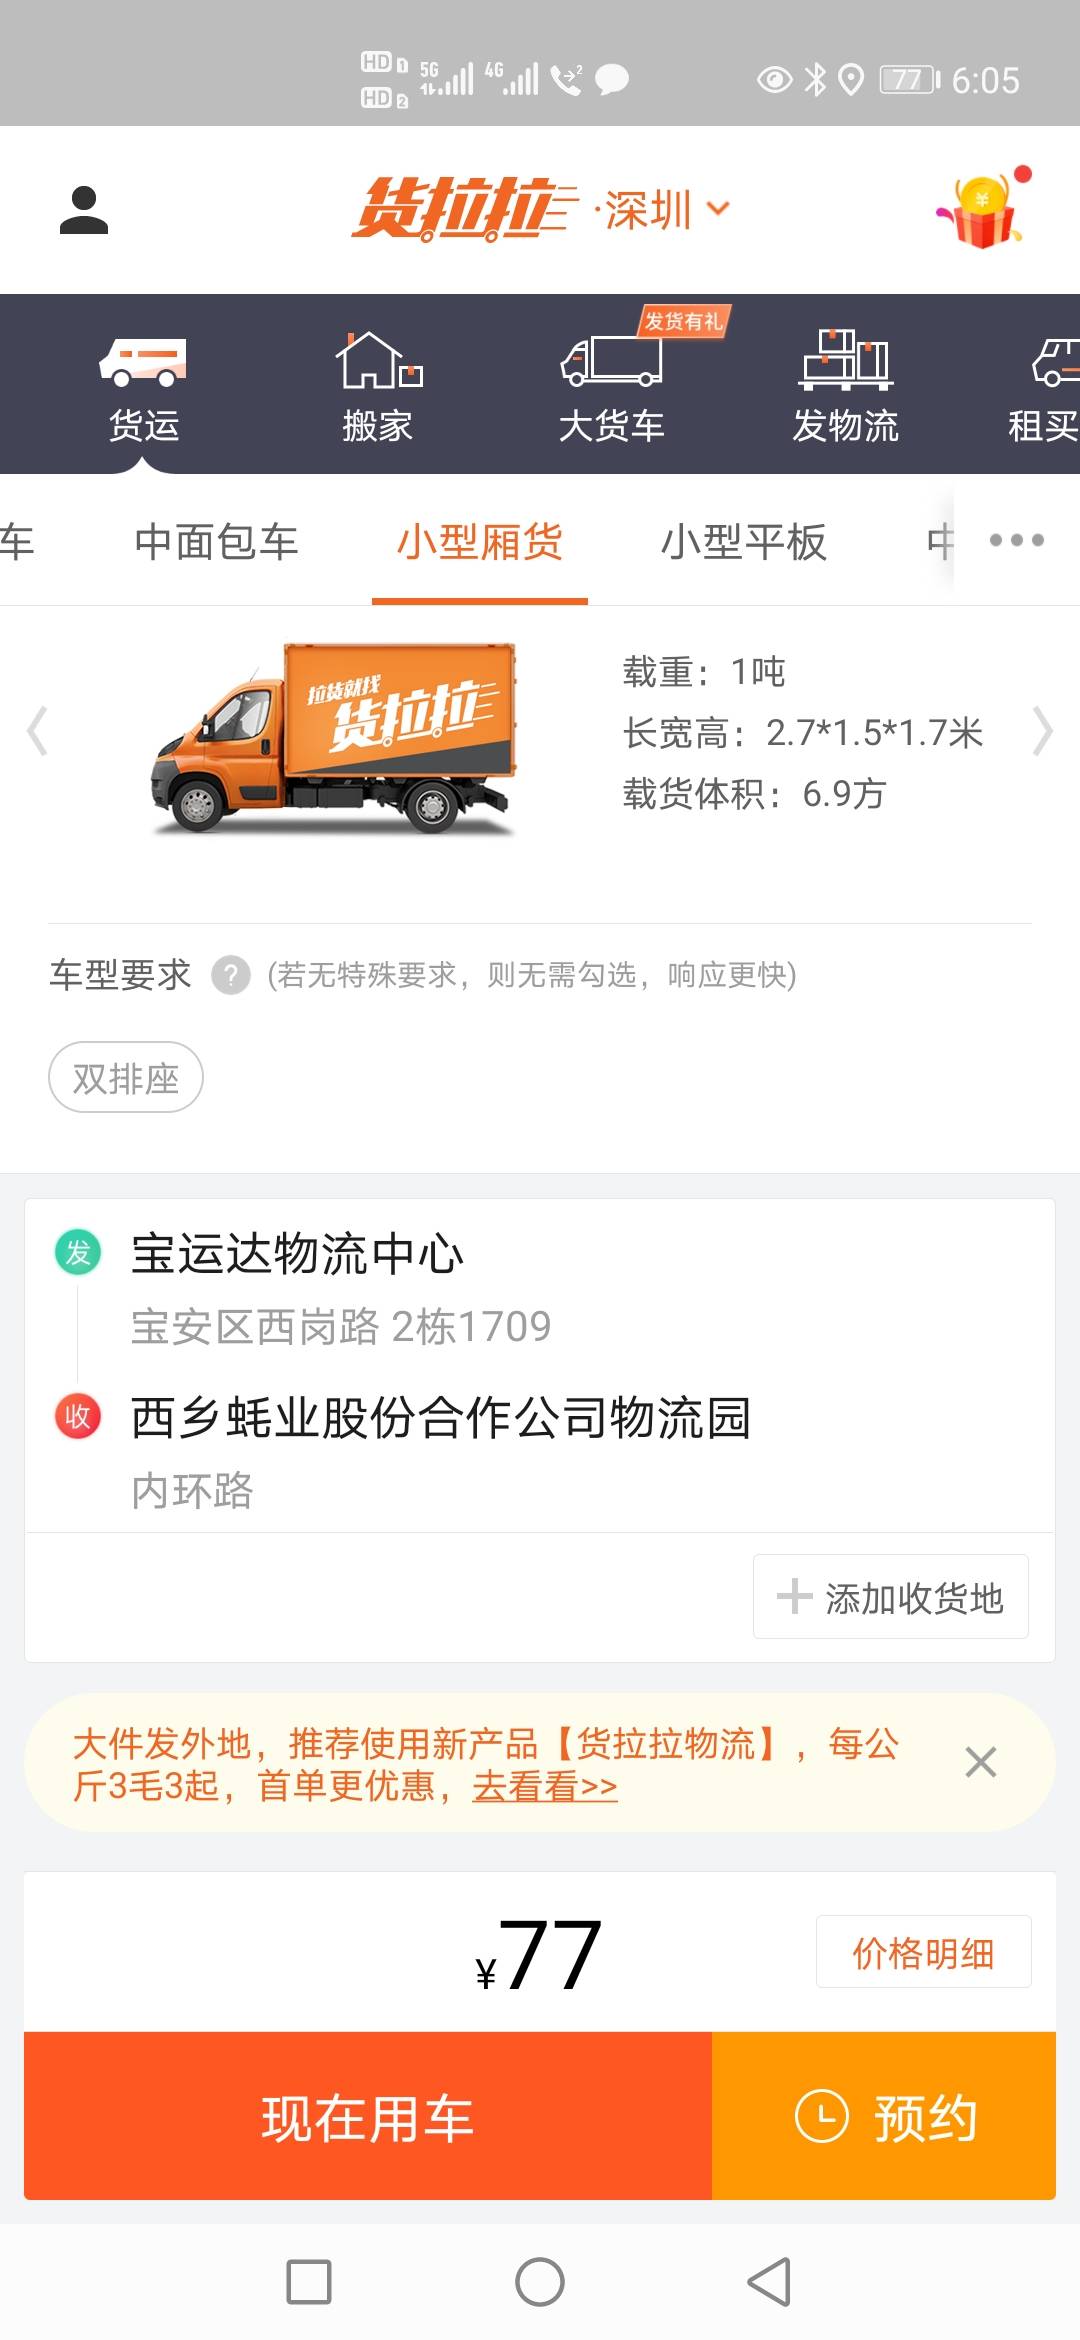 HD 1 5G 4G 2 77 6:05
HD 2
货拉拉 ·深圳
发货有礼
货运 搬家 大货车 发物流 租买
车 中面包车 小型厢货 小型平板
拉货就找
货拉拉
载重：1吨
长宽高：2.7*1.5*1.7米
载货体积：6.9方
车型要求 ? (若无特殊要求，则无需勾选，响应更快)
双排座
发 宝运达物流中心
宝安区西岗路 2栋1709
收 西乡蚝业股份合作公司物流园
内环路
添加收货地
大件发外地，推荐使用新产品【货拉拉物流】，每公
斤3毛3起，首单更优惠，去看看>>
¥77 价格明细
现在用车 预约